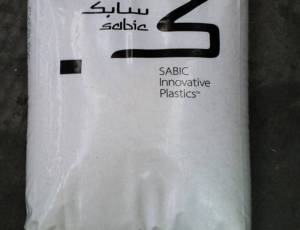 سابك
sabic
SABIC
Innovative
Plastics™